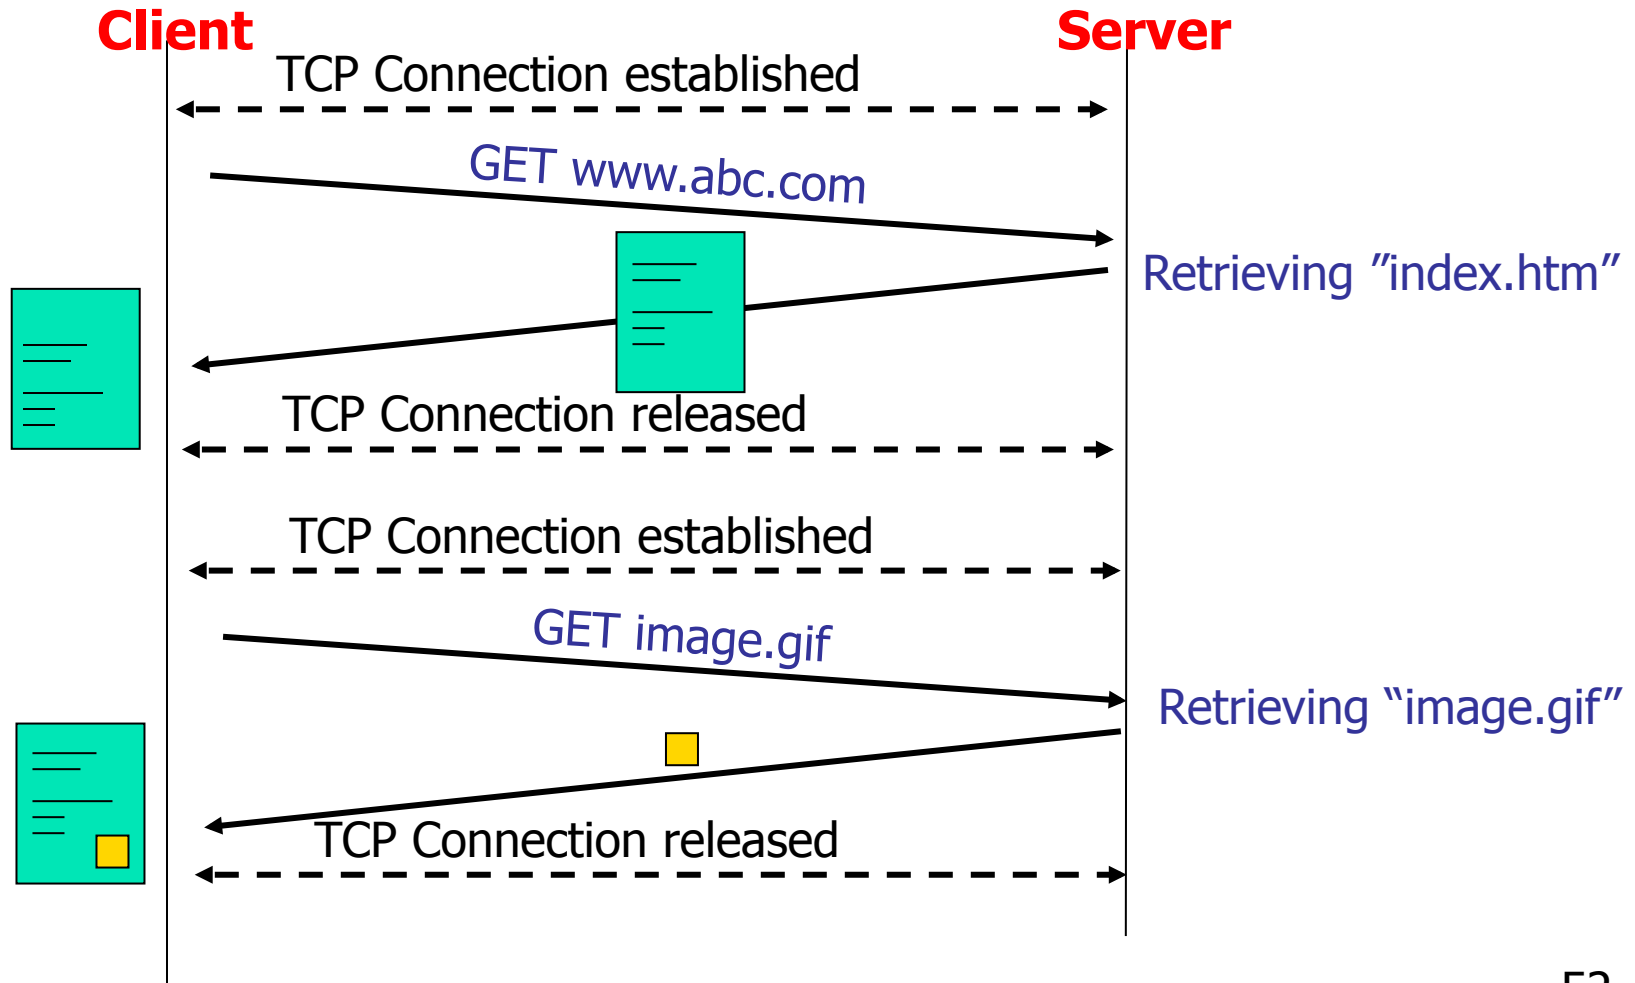 Client
Server
TCP Connection established
GET www.abc.com
Retrieving ”index.htm”
TCP Connection released
TCP Connection established
GET image.gif
Retrieving “image.gif”
TCP Connection released